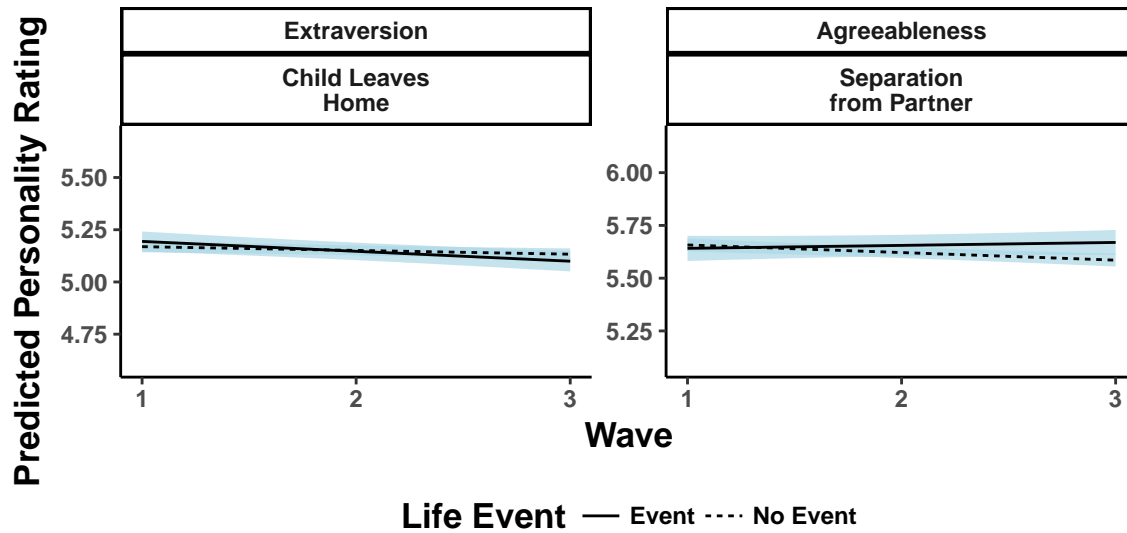 Predicted Personality Rating
Extraversion
Child Leaves
Home
5.50
5.25
5.00
4.75
1 2 3
Agreeableness
Separation
from Partner
6.00
5.75
5.50
5.25
1 2 3
Wave
Life Event Event No Event